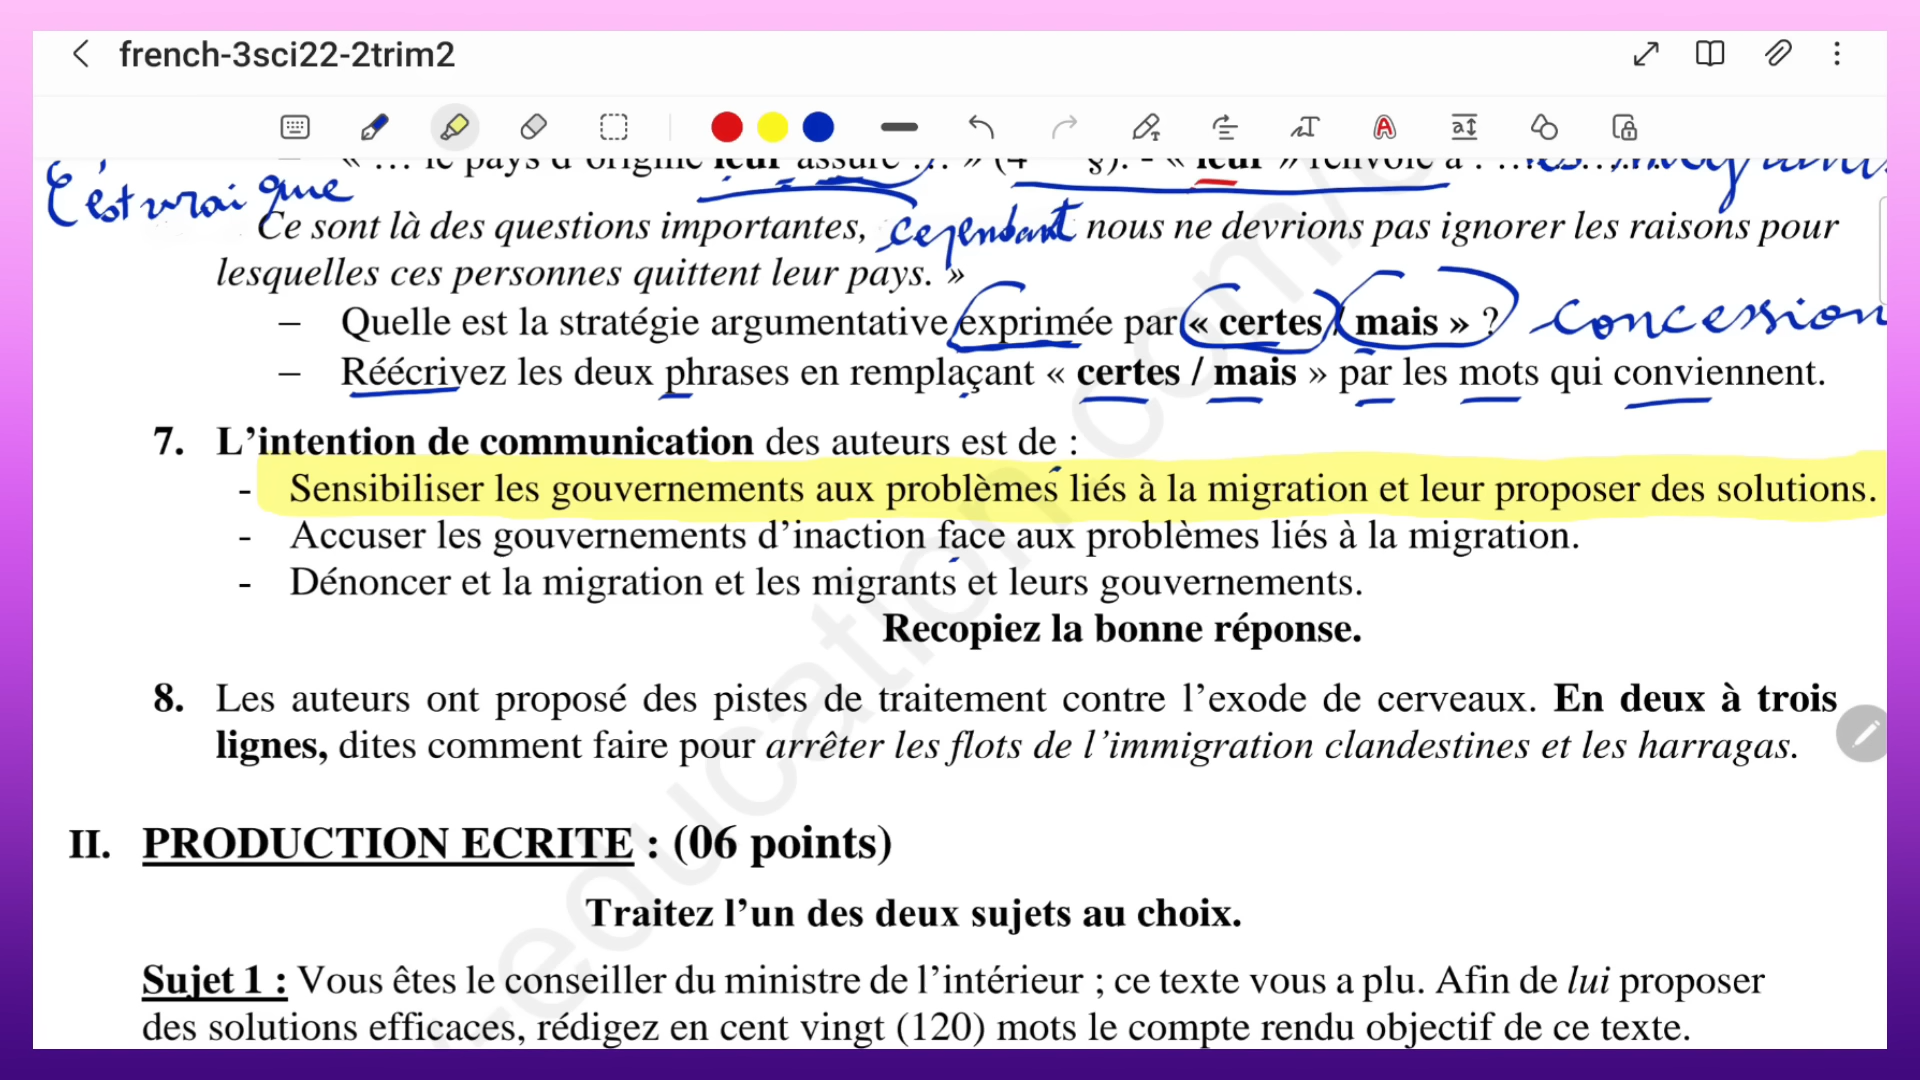 french-3sci22-2trim2
« … le pays d'origine leur assure … » (4 §). - « leur » renvoie à : ………
C'est vrai que
Ce sont là des questions importantes, cependant nous ne devrions pas ignorer les raisons pour
lesquelles ces personnes quittent leur pays. »
– Quelle est la stratégie argumentative exprimée par « certes / mais » ? concession
– Réécrivez les deux phrases en remplaçant « certes / mais » par les mots qui conviennent.
7. L'intention de communication des auteurs est de :
- Sensibiliser les gouvernements aux problèmes liés à la migration et leur proposer des solutions.
- Accuser les gouvernements d'inaction face aux problèmes liés à la migration.
- Dénoncer et la migration et les migrants et leurs gouvernements.
Recopiez la bonne réponse.
8. Les auteurs ont proposé des pistes de traitement contre l'exode de cerveaux. En deux à trois
lignes, dites comment faire pour arrêter les flots de l'immigration clandestines et les harragas.
II. PRODUCTION ECRITE : (06 points)
Traitez l'un des deux sujets au choix.
Sujet 1 : Vous êtes le conseiller du ministre de l'intérieur ; ce texte vous a plu. Afin de lui proposer
des solutions efficaces, rédigez en cent vingt (120) mots le compte rendu objectif de ce texte.